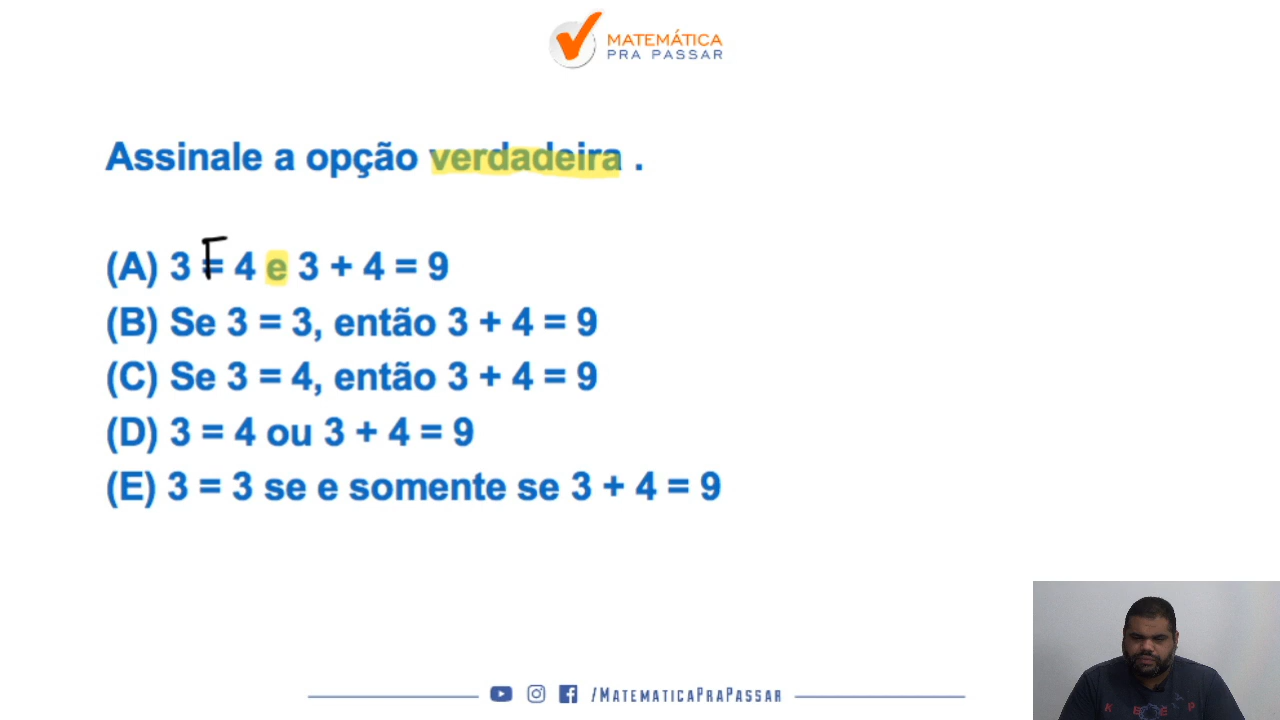 MATEMÁTICA
PRA PASSAR
Assinale a opção verdadeira .
F
(A) 3 = 4 e 3 + 4 = 9
(B) Se 3 = 3, então 3 + 4 = 9
(C) Se 3 = 4, então 3 + 4 = 9
(D) 3 = 4 ou 3 + 4 = 9
(E) 3 = 3 se e somente se 3 + 4 = 9
/MATEMATICAPRAPASSAR